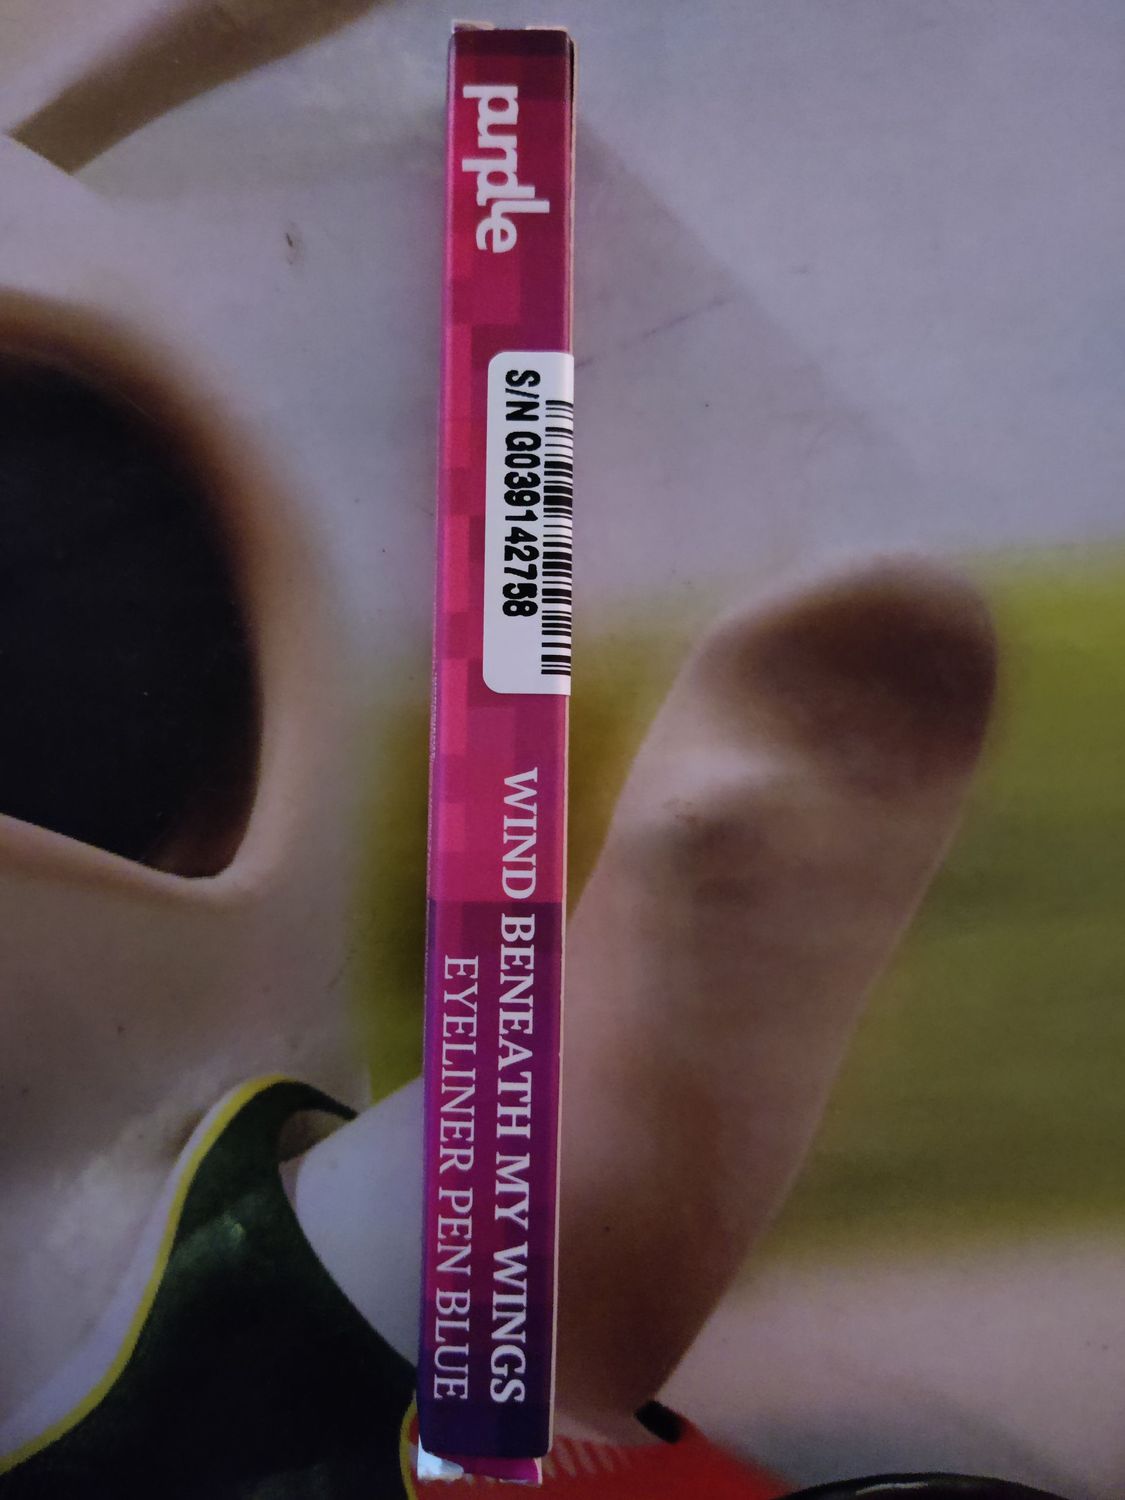 purplle
S/N G039142758
WIND BENEATH MY WINGS
EYELINER PEN BLUE